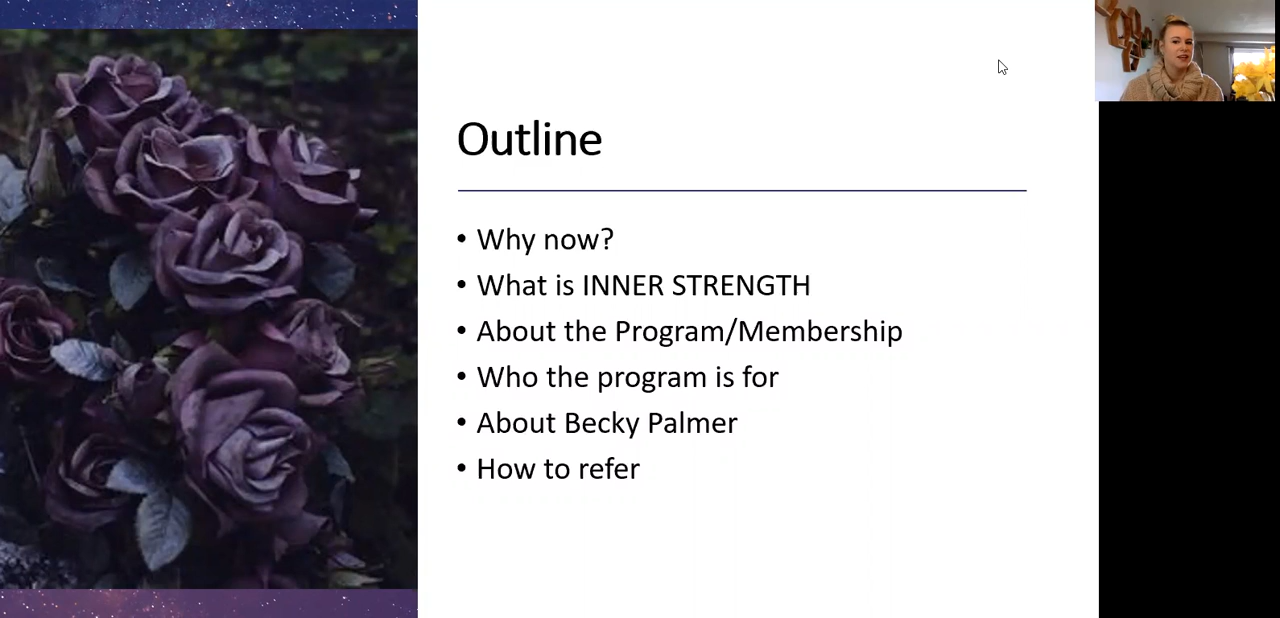 Outline
• Why now?
• What is INNER STRENGTH
• About the Program/Membership
• Who the program is for
• About Becky Palmer
• How to refer